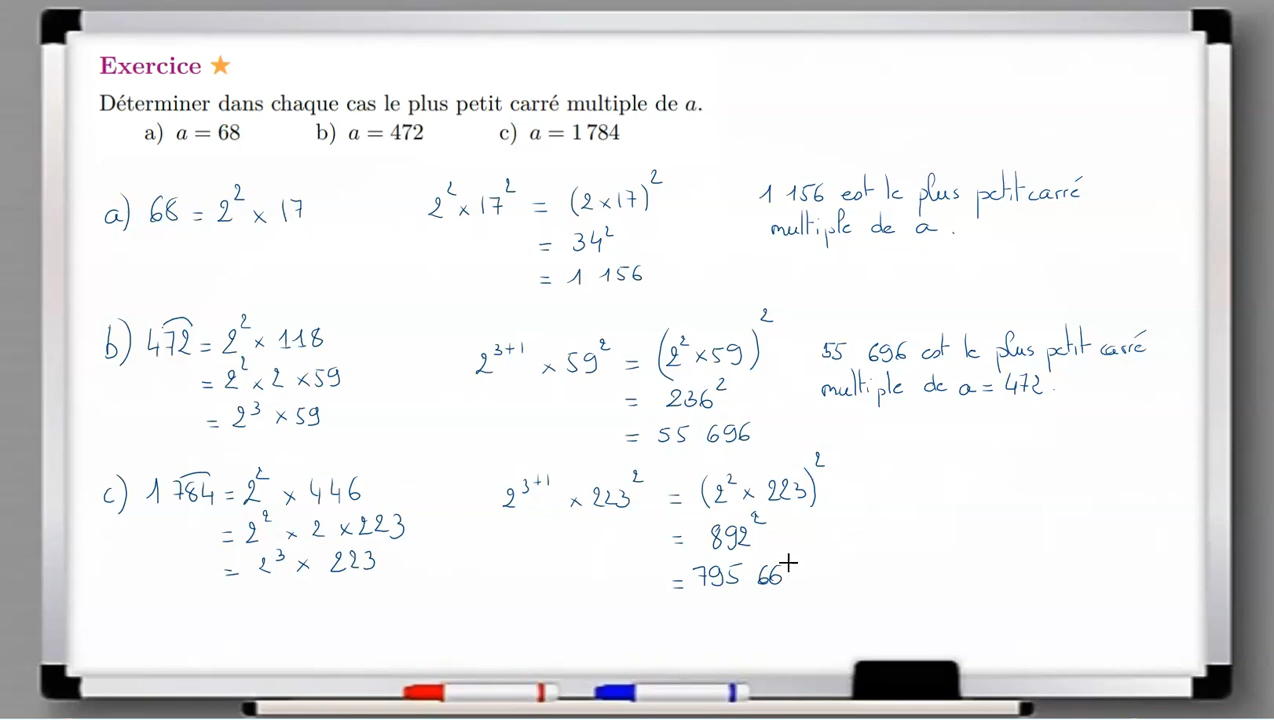 Exercice ★
Déterminer dans chaque cas le plus petit carré multiple de a.
a) a = 68 b) a = 472 c) a = 1 784
a) 68 = 2² × 17
2² × 17² = (2 × 17)²
= 34²
= 1 156
1 156 est le plus petit carré
multiple de a.
b) 472 = 2² × 118
= 2² × 2 × 59
= 2³ × 59
2³⁺¹ × 59² = (2² × 59)²
= 236²
= 55 696
55 696 est le plus petit carré
multiple de a = 472.
c) 1 784 = 2² × 446
= 2² × 2 × 223
= 2³ × 223
2³⁺¹ × 223² = (2² × 223)²
= 892²
= 795 66